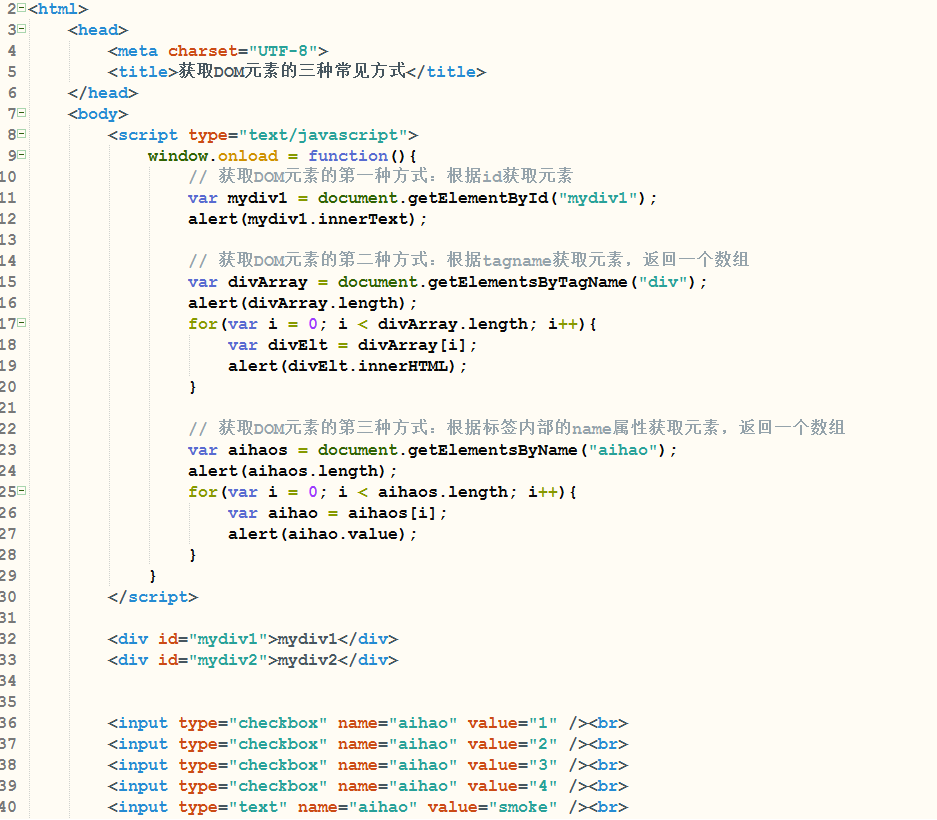 2 <html>
3     <head>
4         <meta charset="UTF-8">
5         <title>获取DOM元素的三种常见方式</title>
6     </head>
7     <body>
8         <script type="text/javascript">
9             window.onload = function(){
10                 // 获取DOM元素的第一种方式：根据id获取元素
11                 var mydiv1 = document.getElementById("mydiv1");
12                 alert(mydiv1.innerText);
13
14                 // 获取DOM元素的第二种方式：根据tagname获取元素，返回一个数组
15                 var divArray = document.getElementsByTagName("div");
16                 alert(divArray.length);
17                 for(var i = 0; i < divArray.length; i++){
18                     var divElt = divArray[i];
19                     alert(divElt.innerHTML);
20                 }
21
22                 // 获取DOM元素的第三种方式：根据标签内部的name属性获取元素，返回一个数组
23                 var aihaos = document.getElementsByName("aihao");
24                 alert(aihaos.length);
25                 for(var i = 0; i < aihaos.length; i++){
26                     var aihao = aihaos[i];
27                     alert(aihao.value);
28                 }
29             }
30         </script>
31
32         <div id="mydiv1">mydiv1</div>
33         <div id="mydiv2">mydiv2</div>
34
35
36         <input type="checkbox" name="aihao" value="1" /><br>
37         <input type="checkbox" name="aihao" value="2" /><br>
38         <input type="checkbox" name="aihao" value="3" /><br>
39         <input type="checkbox" name="aihao" value="4" /><br>
40         <input type="text" name="aihao" value="smoke" /><br>